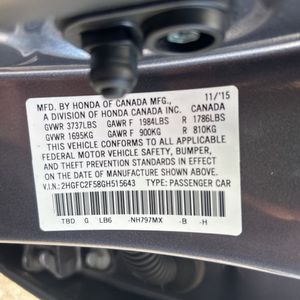 MFD. BY HONDA OF CANADA MFG., 11/'15
A DIVISION OF HONDA CANADA INC. CANADA
GVWR 3737LBS GAWR F 1984LBS R 1786LBS
GVWR 1695KG GAWR F 900KG R 810KG
THIS VEHICLE CONFORMS TO ALL APPLICABLE
FEDERAL MOTOR VEHICLE SAFETY, BUMPER,
AND THEFT PREVENTION STANDARDS IN EFFECT
ON THE DATE OF MANUFACTURE SHOWN ABOVE.
V.I.N.: 2HGFC2F58GH515643 TYPE: PASSENGER CAR
TBD G LB6 -NH797MX -B -H